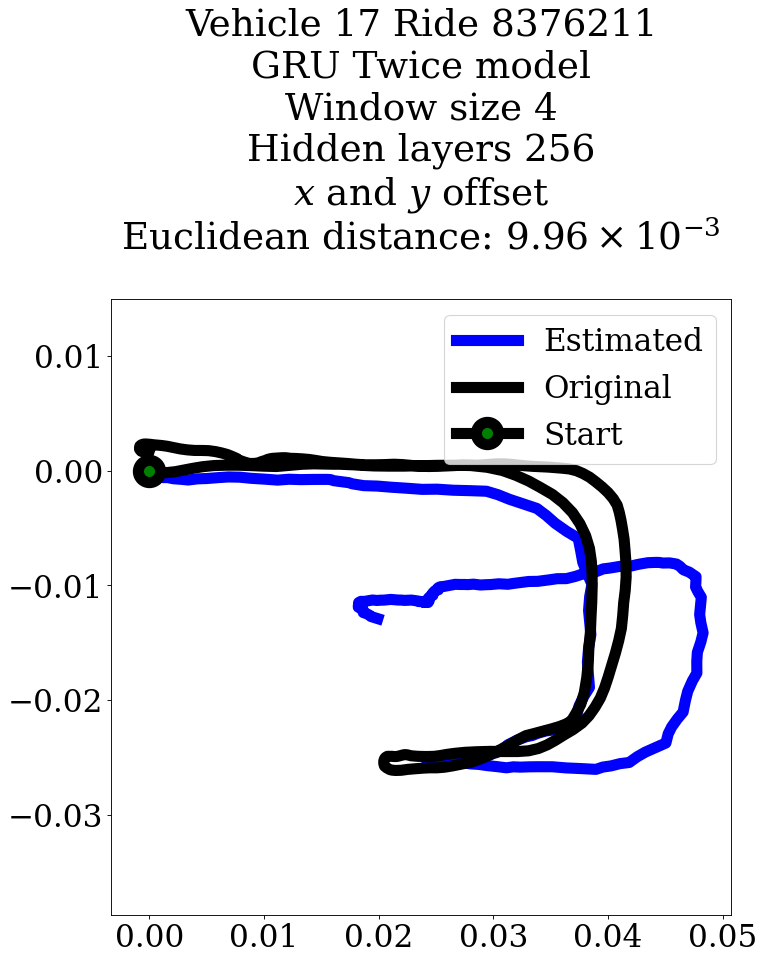 Vehicle 17 Ride 8376211
GRU Twice model
Window size 4
Hidden layers 256
x and y offset
Euclidean distance: 9.96 × 10⁻³
Estimated
Original
Start
0.01
0.00
−0.01
−0.02
−0.03
0.00 0.01 0.02 0.03 0.04 0.05